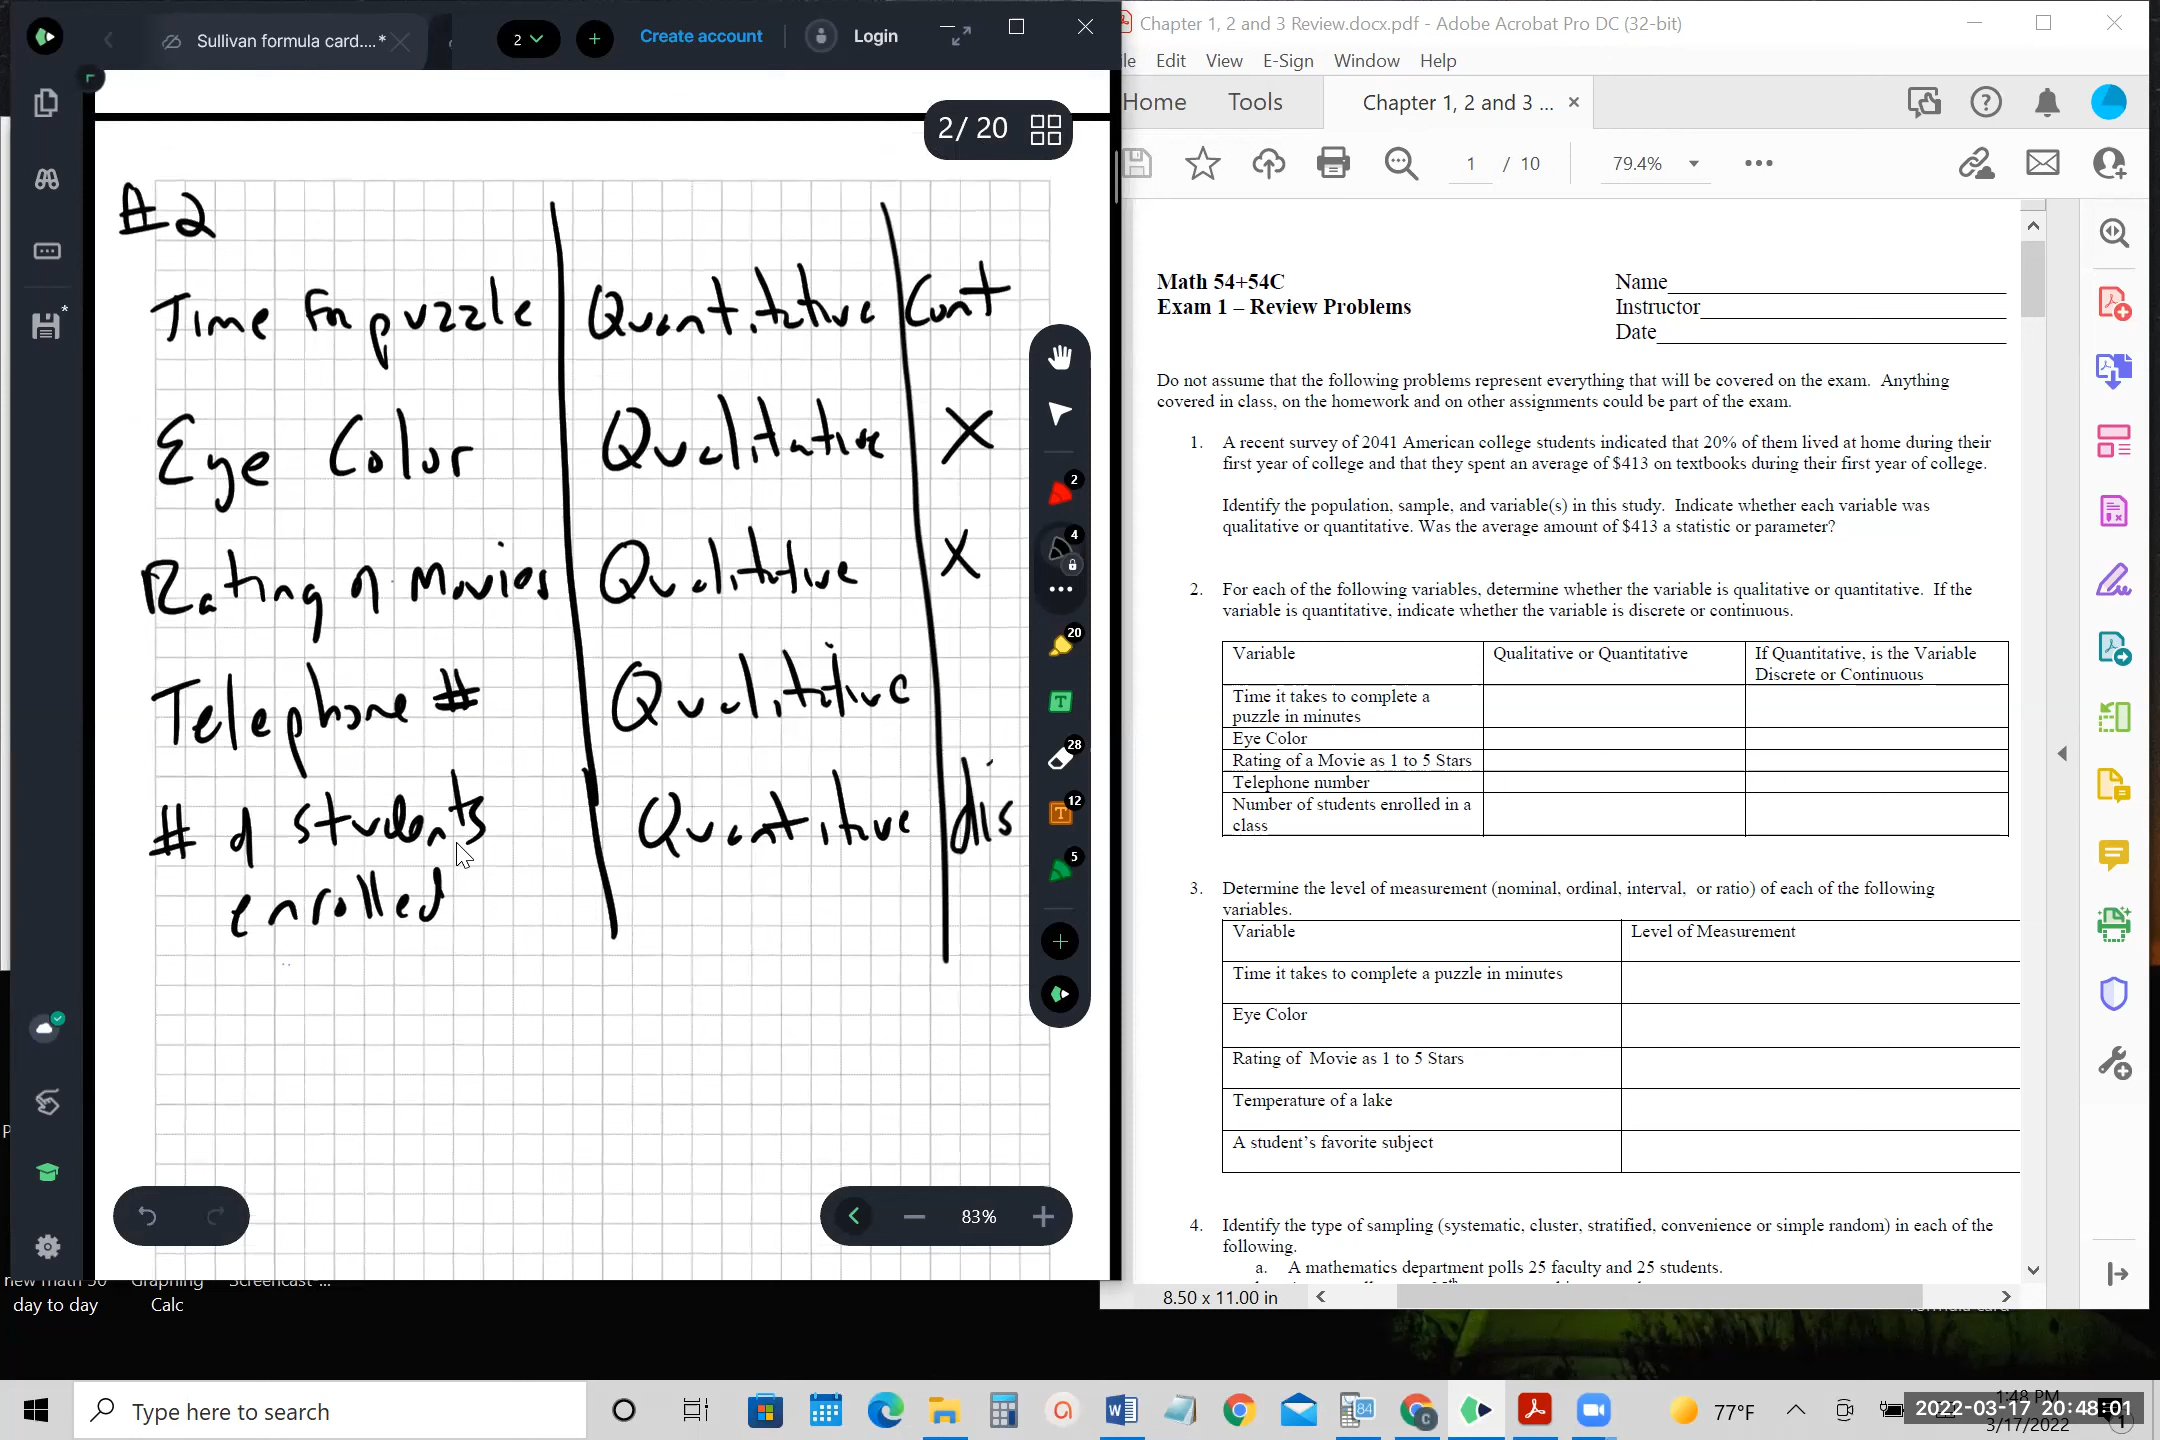 Sullivan formula card....*
2
Create account
Login
2/ 20
#2
Time for puzzle Quantitative Cont
Eye Color Qualitative X
Rating of Movies Qualitative X
Telephone # Qualitative
# of students Quantitive dis
enrolled
2
4
20
28
12
5
83%
Chapter 1, 2 and 3 Review.docx.pdf - Adobe Acrobat Pro DC (32-bit)
Edit View E-Sign Window Help
Home Tools Chapter 1, 2 and 3 ... ×
1 / 10 79.4%
Math 54+54C Name
Exam 1 – Review Problems Instructor
Date
Do not assume that the following problems represent everything that will be covered on the exam. Anything
covered in class, on the homework and on other assignments could be part of the exam.
1. A recent survey of 2041 American college students indicated that 20% of them lived at home during their
first year of college and that they spent an average of $413 on textbooks during their first year of college.
Identify the population, sample, and variable(s) in this study. Indicate whether each variable was
qualitative or quantitative. Was the average amount of $413 a statistic or parameter?
2. For each of the following variables, determine whether the variable is qualitative or quantitative. If the
variable is quantitative, indicate whether the variable is discrete or continuous.
Variable Qualitative or Quantitative If Quantitative, is the Variable
Discrete or Continuous
Time it takes to complete a
puzzle in minutes
Eye Color
Rating of a Movie as 1 to 5 Stars
Telephone number
Number of students enrolled in a
class
3. Determine the level of measurement (nominal, ordinal, interval, or ratio) of each of the following
variables.
Variable Level of Measurement
Time it takes to complete a puzzle in minutes
Eye Color
Rating of Movie as 1 to 5 Stars
Temperature of a lake
A student's favorite subject
4. Identify the type of sampling (systematic, cluster, stratified, convenience or simple random) in each of the
following.
a. A mathematics department polls 25 faculty and 25 students.
8.50 x 11.00 in
day to day
Calc
Type here to search
84
77°F
1:48 PM
3/17/2022
2022-03-17 20:48:01